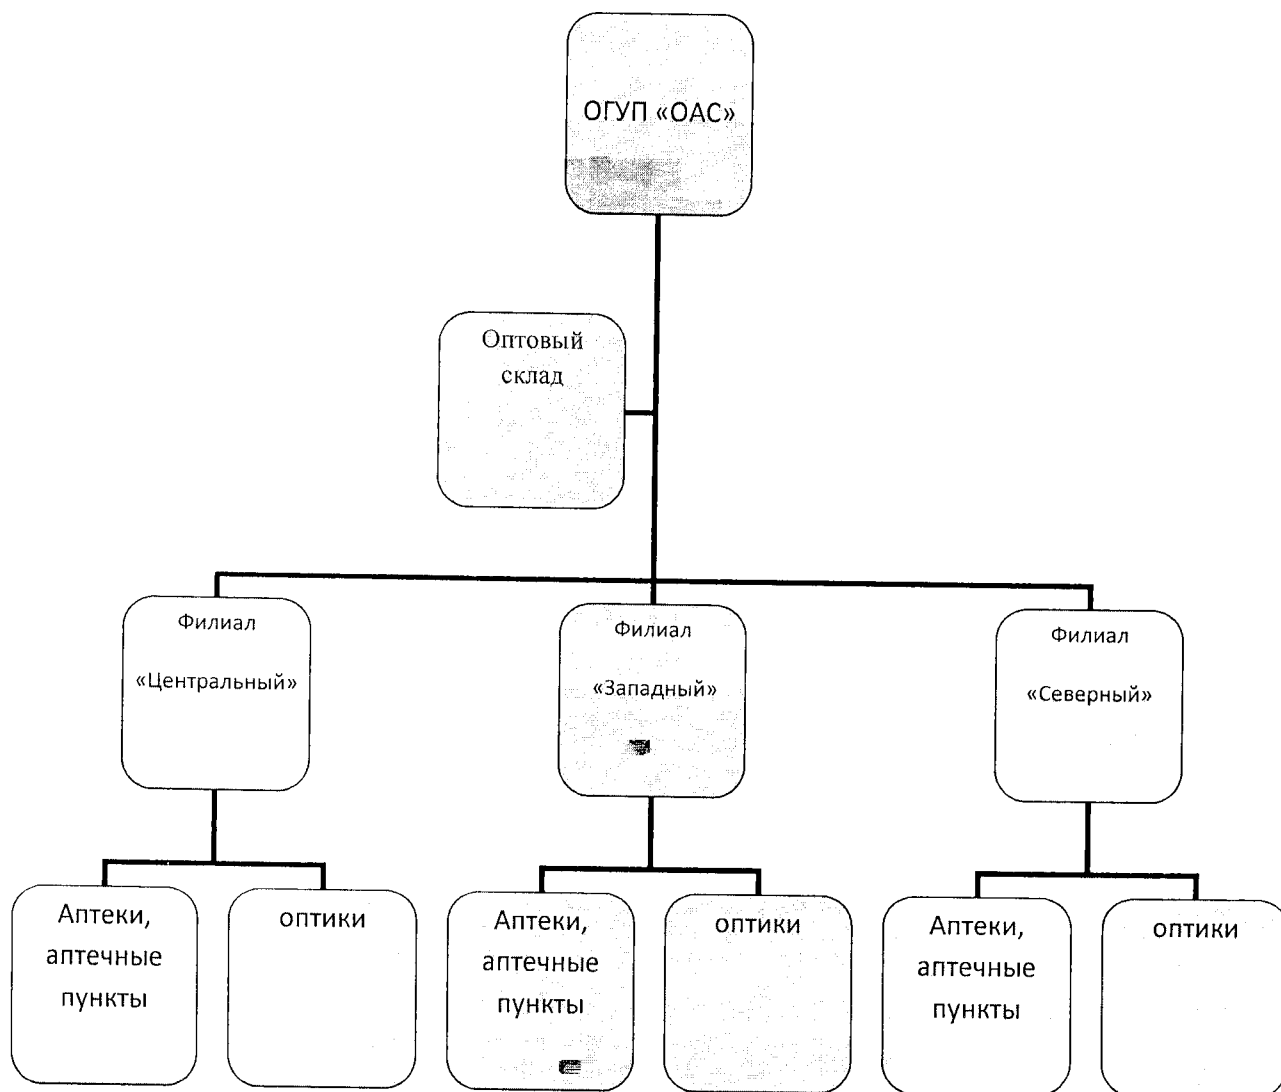 ОГУП «ОАС»
Оптовый
склад
Филиал
«Центральный»
Филиал
«Западный»
Филиал
«Северный»
Аптеки,
аптечные
пункты
оптики
Аптеки,
аптечные
пункты
оптики
Аптеки,
аптечные
пункты
оптики